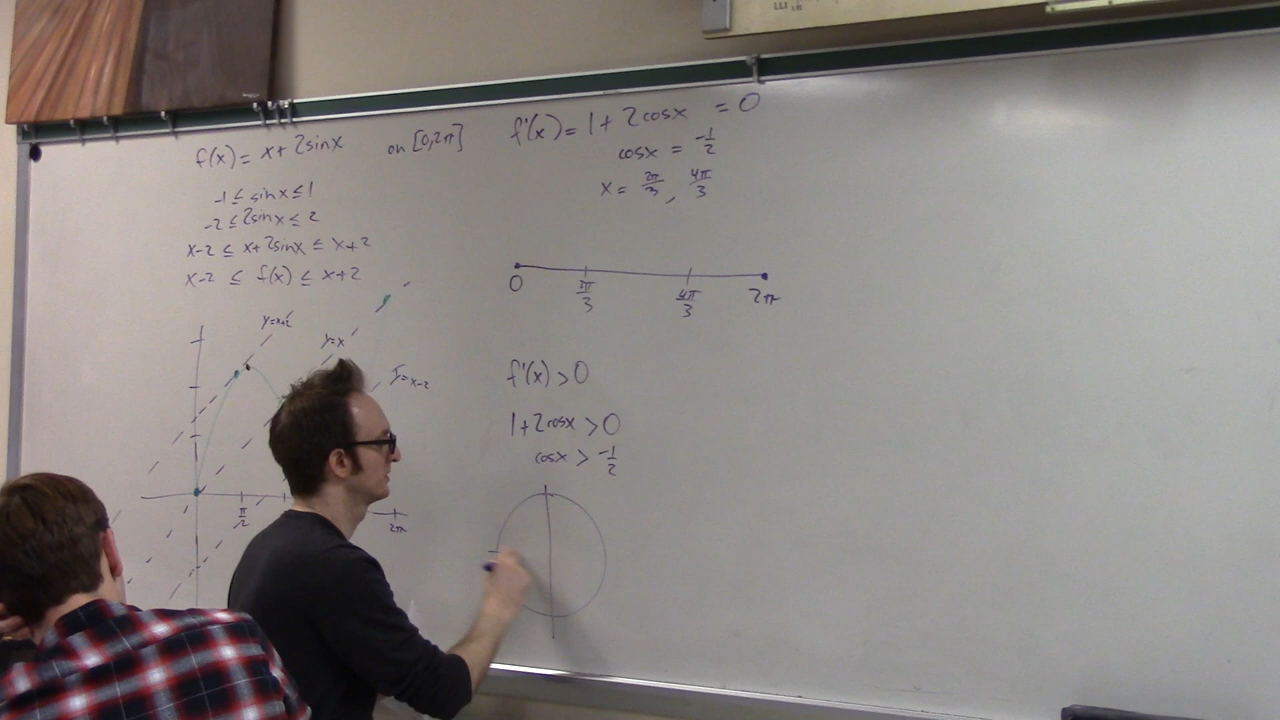 f(x) = x + 2sinx on [0,2π]
-1 ≤ sinx ≤ 1
-2 ≤ 2sinx ≤ 2
x-2 ≤ x+2sinx ≤ x+2
x-2 ≤ f(x) ≤ x+2
y=x+2
y=x
y=x-2
π/2
2π
f'(x) = 1 + 2cosx = 0
cosx = -1/2
x = 2π/3, 4π/3
0 2π/3 4π/3 2π
f'(x) > 0
1+2cosx > 0
cosx > -1/2